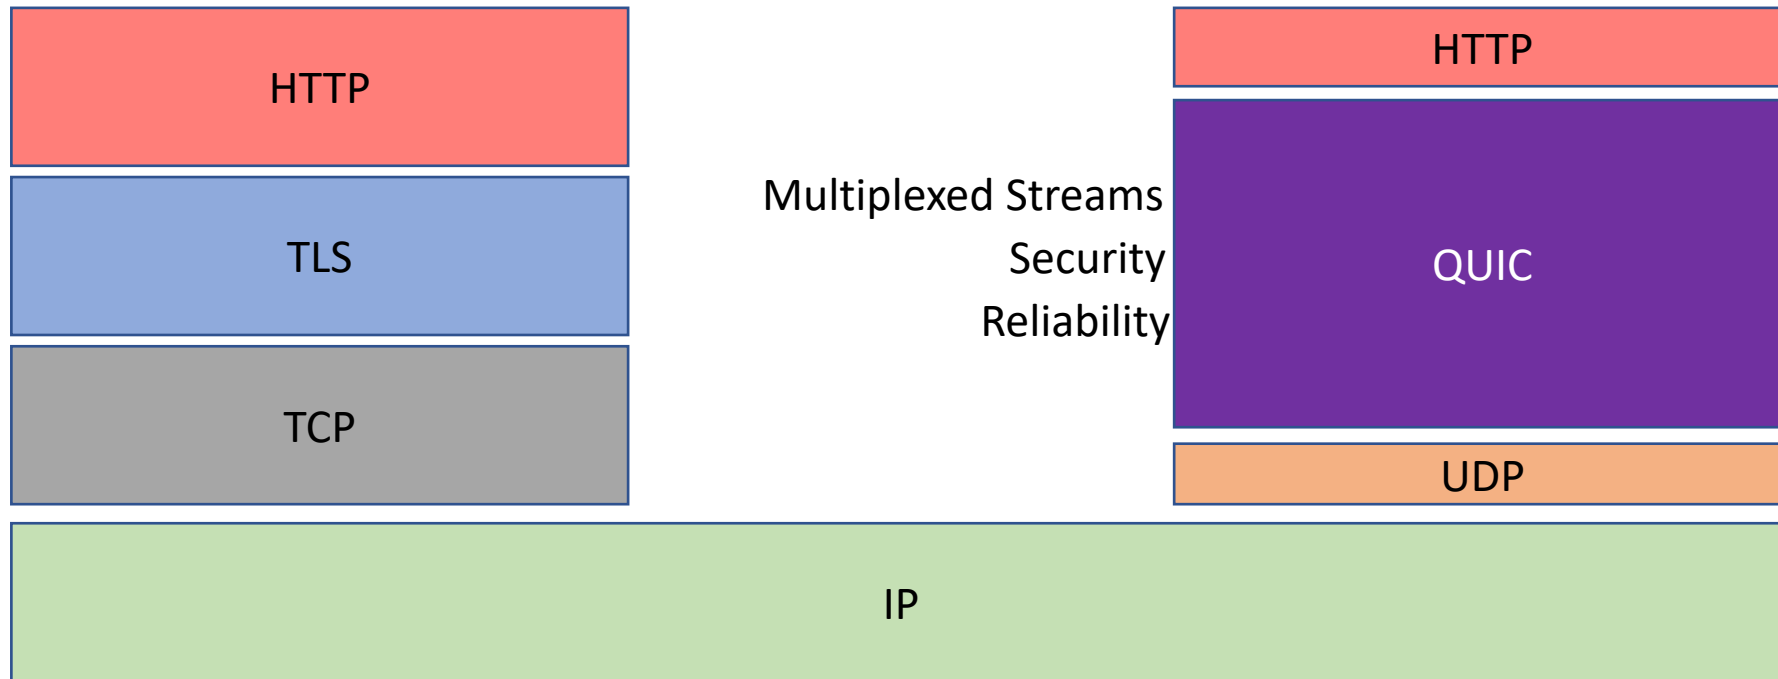 HTTP
TLS
TCP
Multiplexed Streams
Security
Reliability
HTTP
QUIC
UDP
IP